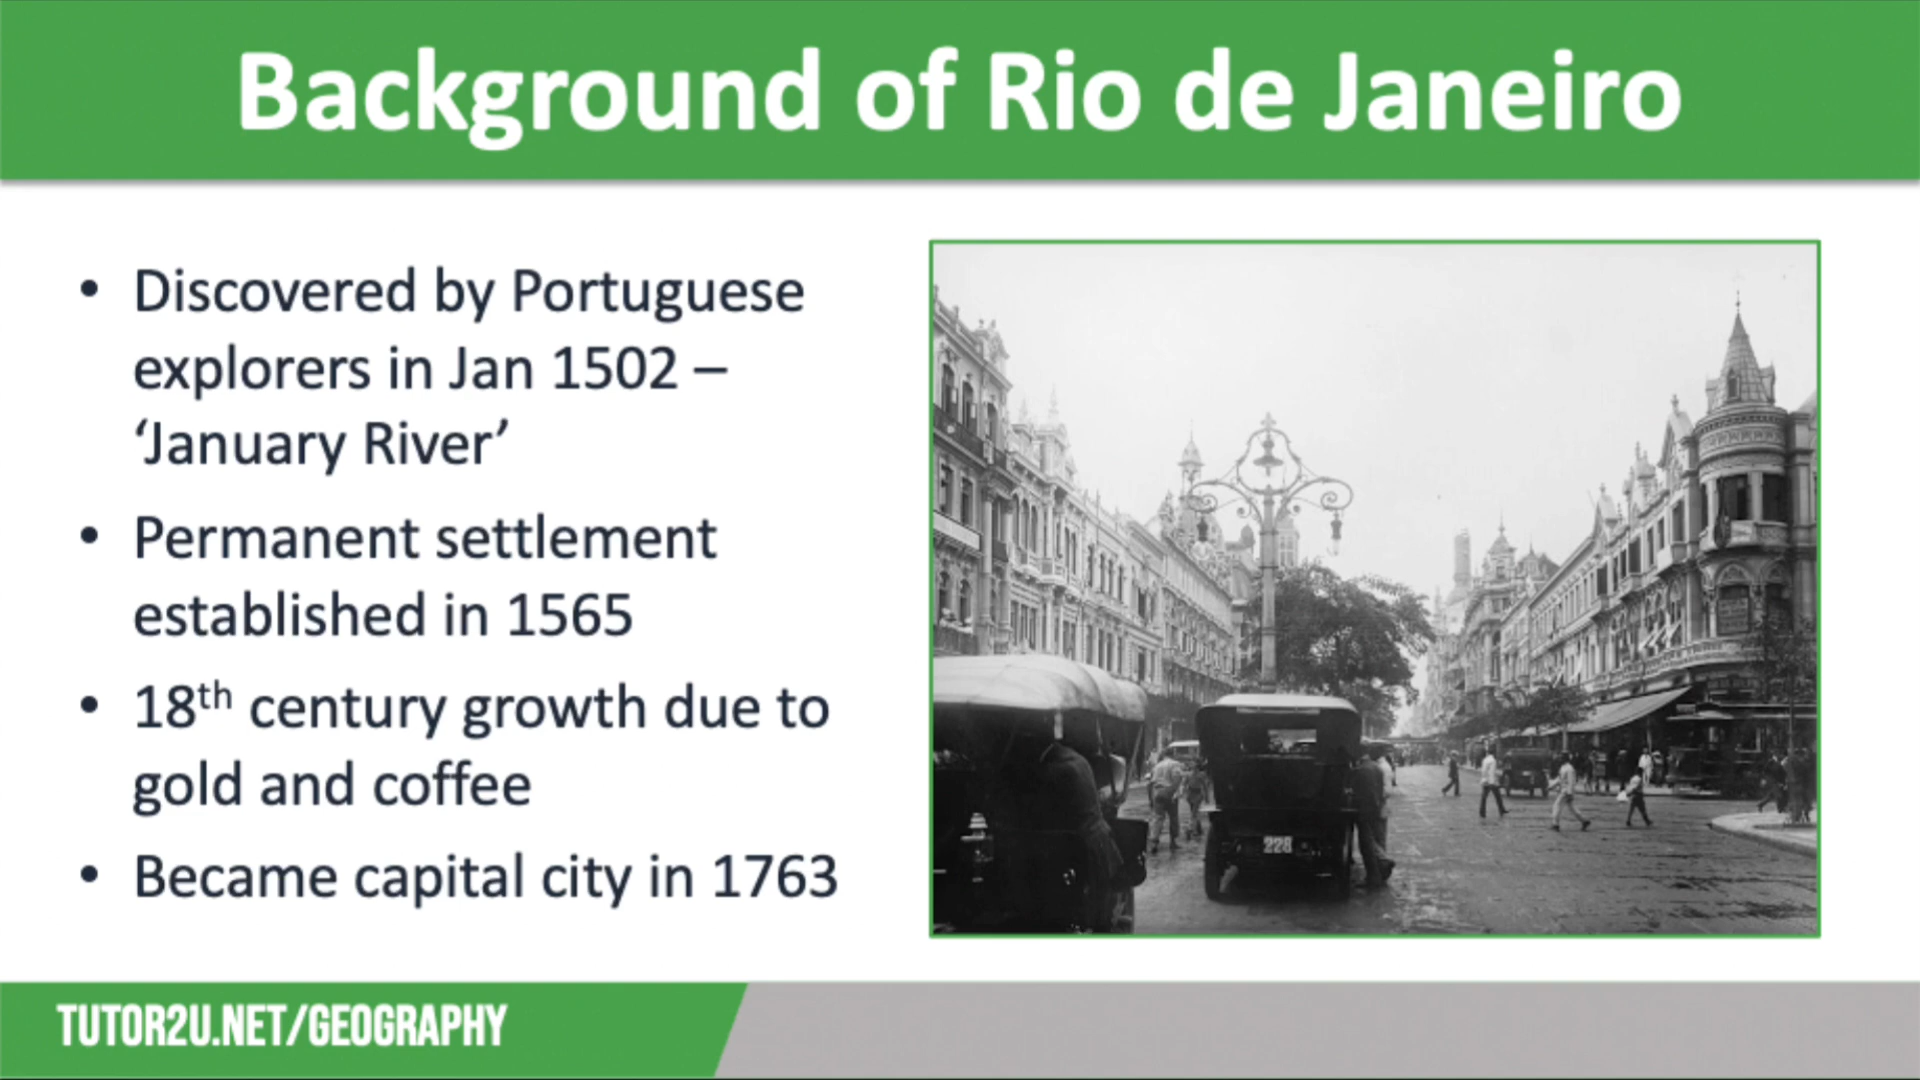 Background of Rio de Janeiro
• Discovered by Portuguese
explorers in Jan 1502 –
‘January River’
• Permanent settlement
established in 1565
• 18th century growth due to
gold and coffee
• Became capital city in 1763
228
TUTOR2U.NET/GEOGRAPHY